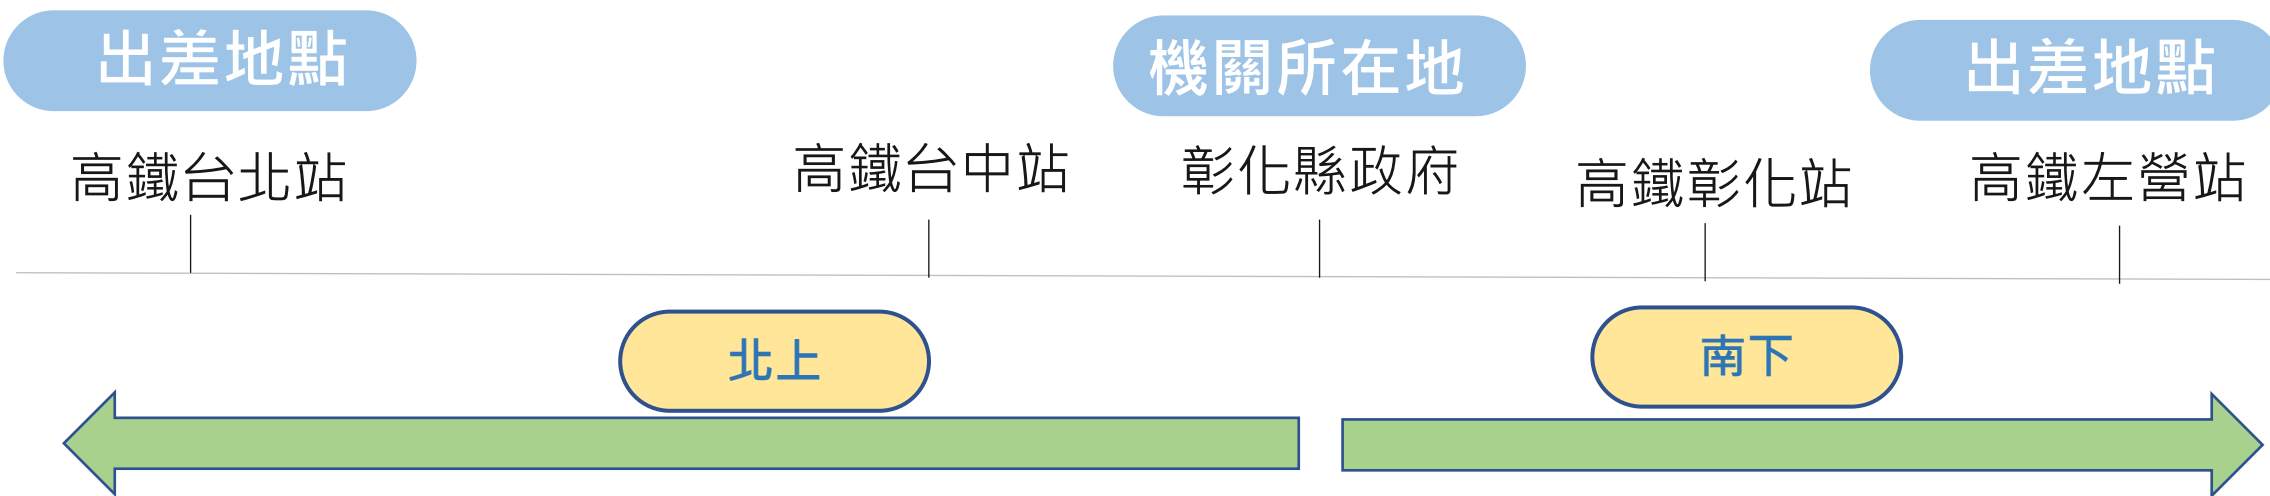 出差地點
機關所在地
出差地點
高鐵台北站
高鐵台中站
彰化縣政府
高鐵彰化站
高鐵左營站
北上
南下